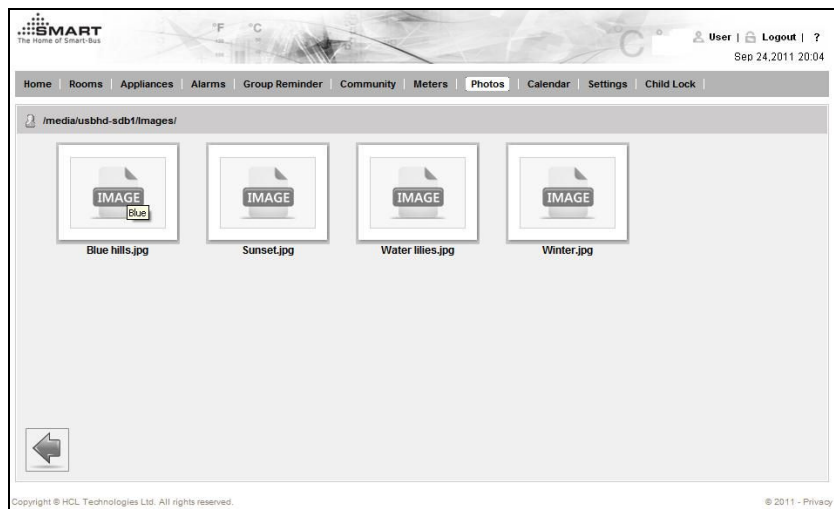 SMART
The Home of Smart-Bus
°F °C
°C
User | Logout | ?
Sep 24,2011 20:04
Home | Rooms | Appliances | Alarms | Group Reminder | Community | Meters | Photos | Calendar | Settings | Child Lock |
/media/usbhd-sdb1/Images/
IMAGE IMAGE IMAGE IMAGE
Blue
Blue hills.jpg Sunset.jpg Water lilies.jpg Winter.jpg
Copyright © HCL Technologies Ltd. All rights reserved. © 2011 - Privacy